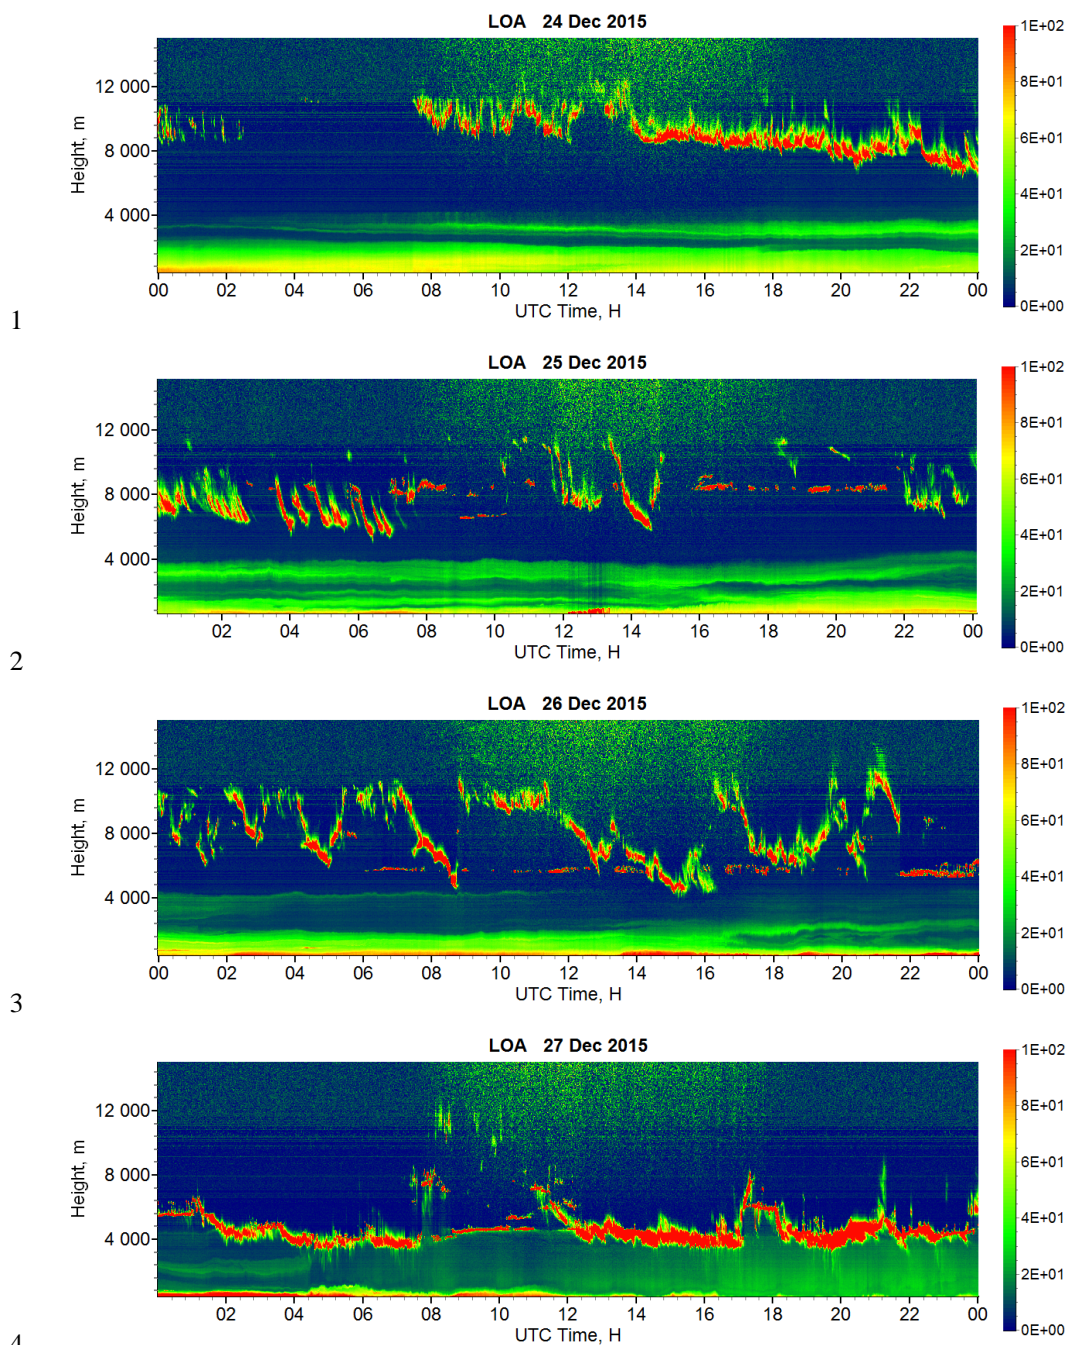 LOA 24 Dec 2015
1E+02
12 000
8E+01
6E+01
8 000
Height, m
4E+01
4 000
2E+01
00 02 04 06 08 10 12 14 16 18 20 22 00
0E+00
UTC Time, H
1
LOA 25 Dec 2015
1E+02
12 000
8E+01
6E+01
8 000
Height, m
4E+01
4 000
2E+01
02 04 06 08 10 12 14 16 18 20 22 00
0E+00
UTC Time, H
2
LOA 26 Dec 2015
1E+02
12 000
8E+01
6E+01
8 000
Height, m
4E+01
4 000
2E+01
00 02 04 06 08 10 12 14 16 18 20 22 00
0E+00
UTC Time, H
3
LOA 27 Dec 2015
1E+02
12 000
8E+01
6E+01
8 000
Height, m
4E+01
4 000
2E+01
02 04 06 08 10 12 14 16 18 20 22 00
0E+00
UTC Time, H
4